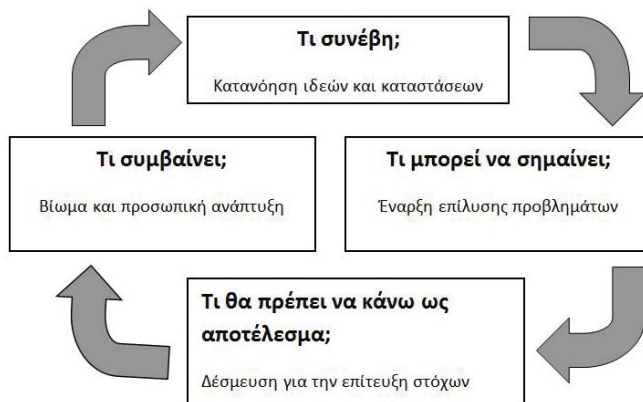 Τι συνέβη;
Κατανόηση ιδεών και καταστάσεων
Τι συμβαίνει;
Βίωμα και προσωπική ανάπτυξη
Τι μπορεί να σημαίνει;
Έναρξη επίλυσης προβλημάτων
Τι θα πρέπει να κάνω ως
αποτέλεσμα;
Δέσμευση για την επίτευξη στόχων